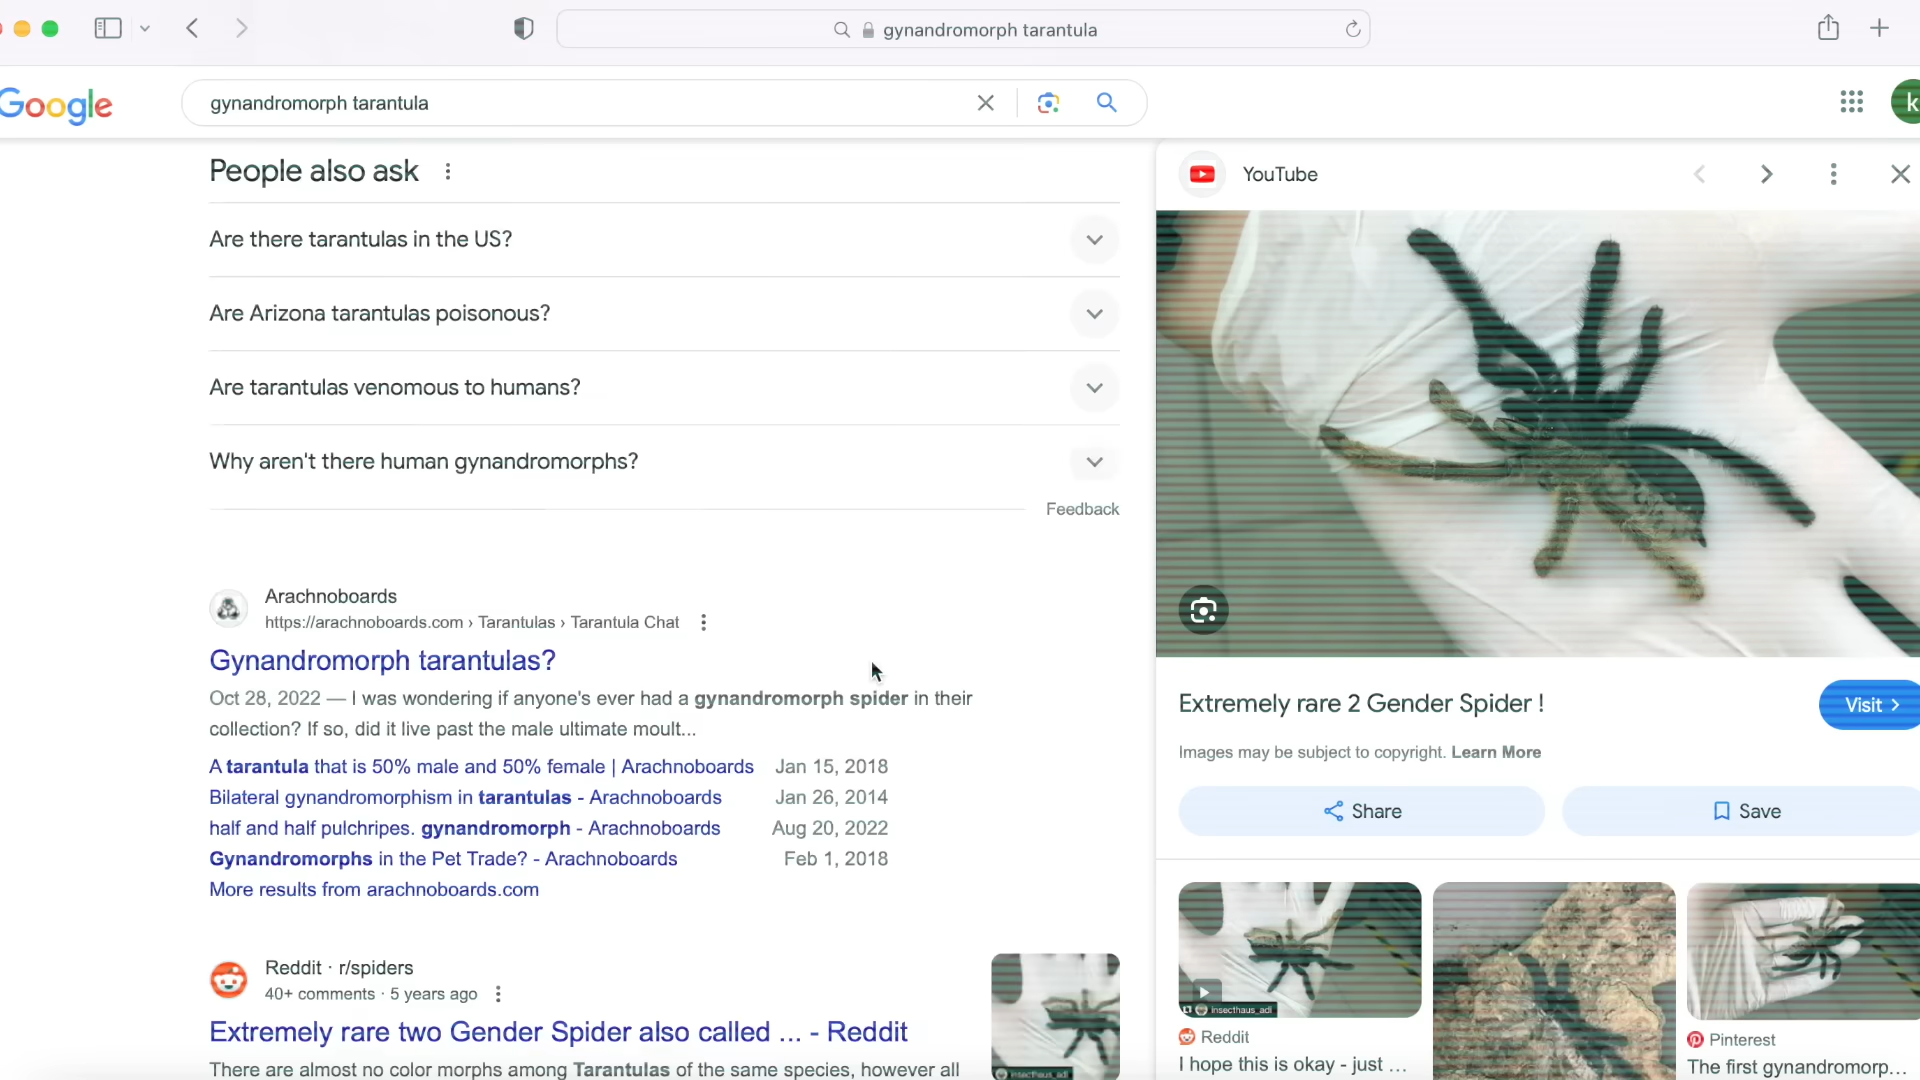 gynandromorph tarantula
Google
gynandromorph tarantula
k
People also ask
Are there tarantulas in the US?
Are Arizona tarantulas poisonous?
Are tarantulas venomous to humans?
Why aren't there human gynandromorphs?
Feedback
Arachnoboards
https://arachnoboards.com › Tarantulas › Tarantula Chat
Gynandromorph tarantulas?
Oct 28, 2022 — I was wondering if anyone's ever had a gynandromorph spider in their
collection? If so, did it live past the male ultimate moult...
A tarantula that is 50% male and 50% female | Arachnoboards Jan 15, 2018
Bilateral gynandromorphism in tarantulas - Arachnoboards Jan 26, 2014
half and half pulchripes. gynandromorph - Arachnoboards Aug 20, 2022
Gynandromorphs in the Pet Trade? - Arachnoboards Feb 1, 2018
More results from arachnoboards.com
Reddit · r/spiders
40+ comments · 5 years ago
Extremely rare two Gender Spider also called ... - Reddit
There are almost no color morphs among Tarantulas of the same species, however all
insecthaus_adi
YouTube
Extremely rare 2 Gender Spider !
Visit >
Images may be subject to copyright. Learn More
Share
Save
insecthaus_adi
Reddit
I hope this is okay - just ...
Pinterest
The first gynandromorp...